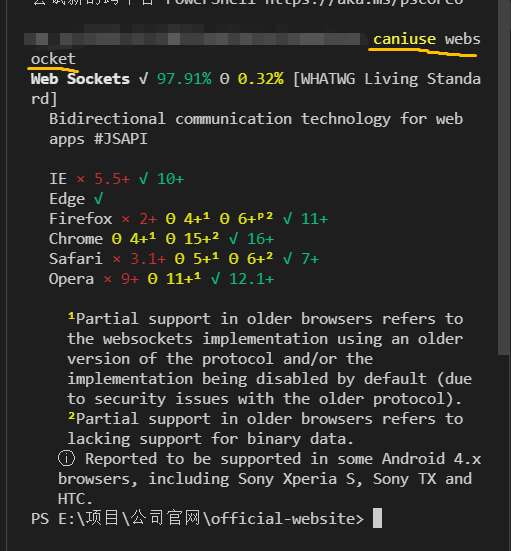 PowerShell https://aka.ms/pscore6
caniuse webs
ocket
Web Sockets √ 97.91% ʘ 0.32% [WHATWG Living Standa
rd]
Bidirectional communication technology for web
apps #JSAPI
IE × 5.5+ √ 10+
Edge √
Firefox × 2+ ʘ 4+¹ ʘ 6+ᵖ² √ 11+
Chrome ʘ 4+¹ ʘ 15+² √ 16+
Safari × 3.1+ ʘ 5+¹ ʘ 6+² √ 7+
Opera × 9+ ʘ 11+¹ √ 12.1+
¹Partial support in older browsers refers to
the websockets implementation using an older
version of the protocol and/or the
implementation being disabled by default (due
to security issues with the older protocol).
²Partial support in older browsers refers to
lacking support for binary data.
ⓘ Reported to be supported in some Android 4.x
browsers, including Sony Xperia S, Sony TX and
HTC.
PS E:\项目\公司官网\official-website>